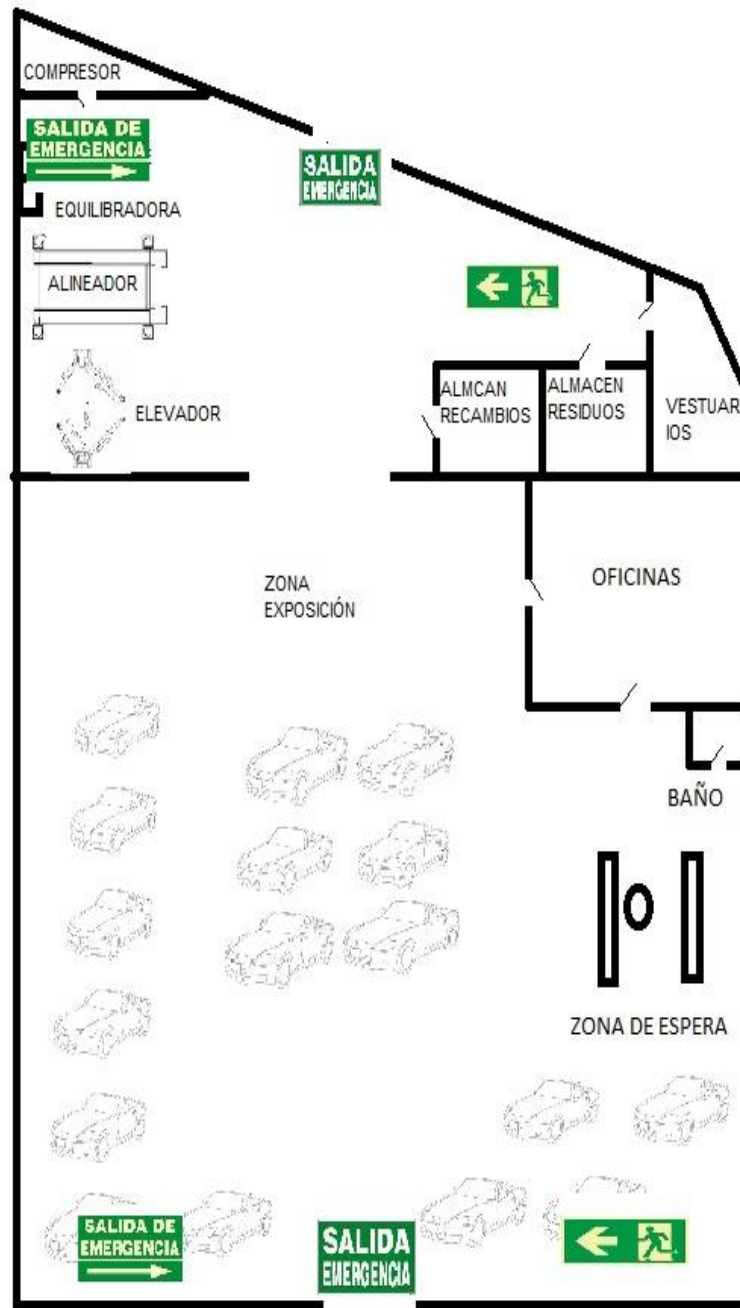 COMPRESOR
SALIDA DE
EMERGENCIA
SALIDA
EMERGENCIA
EQUILIBRADORA
ALINEADOR
ELEVADOR
ALMCAN
RECAMBIOS
ALMACEN
RESIDUOS
VESTUAR
IOS
ZONA
EXPOSICIÓN
OFICINAS
BAÑO
ZONA DE ESPERA
SALIDA DE
EMERGENCIA
SALIDA
EMERGENCIA